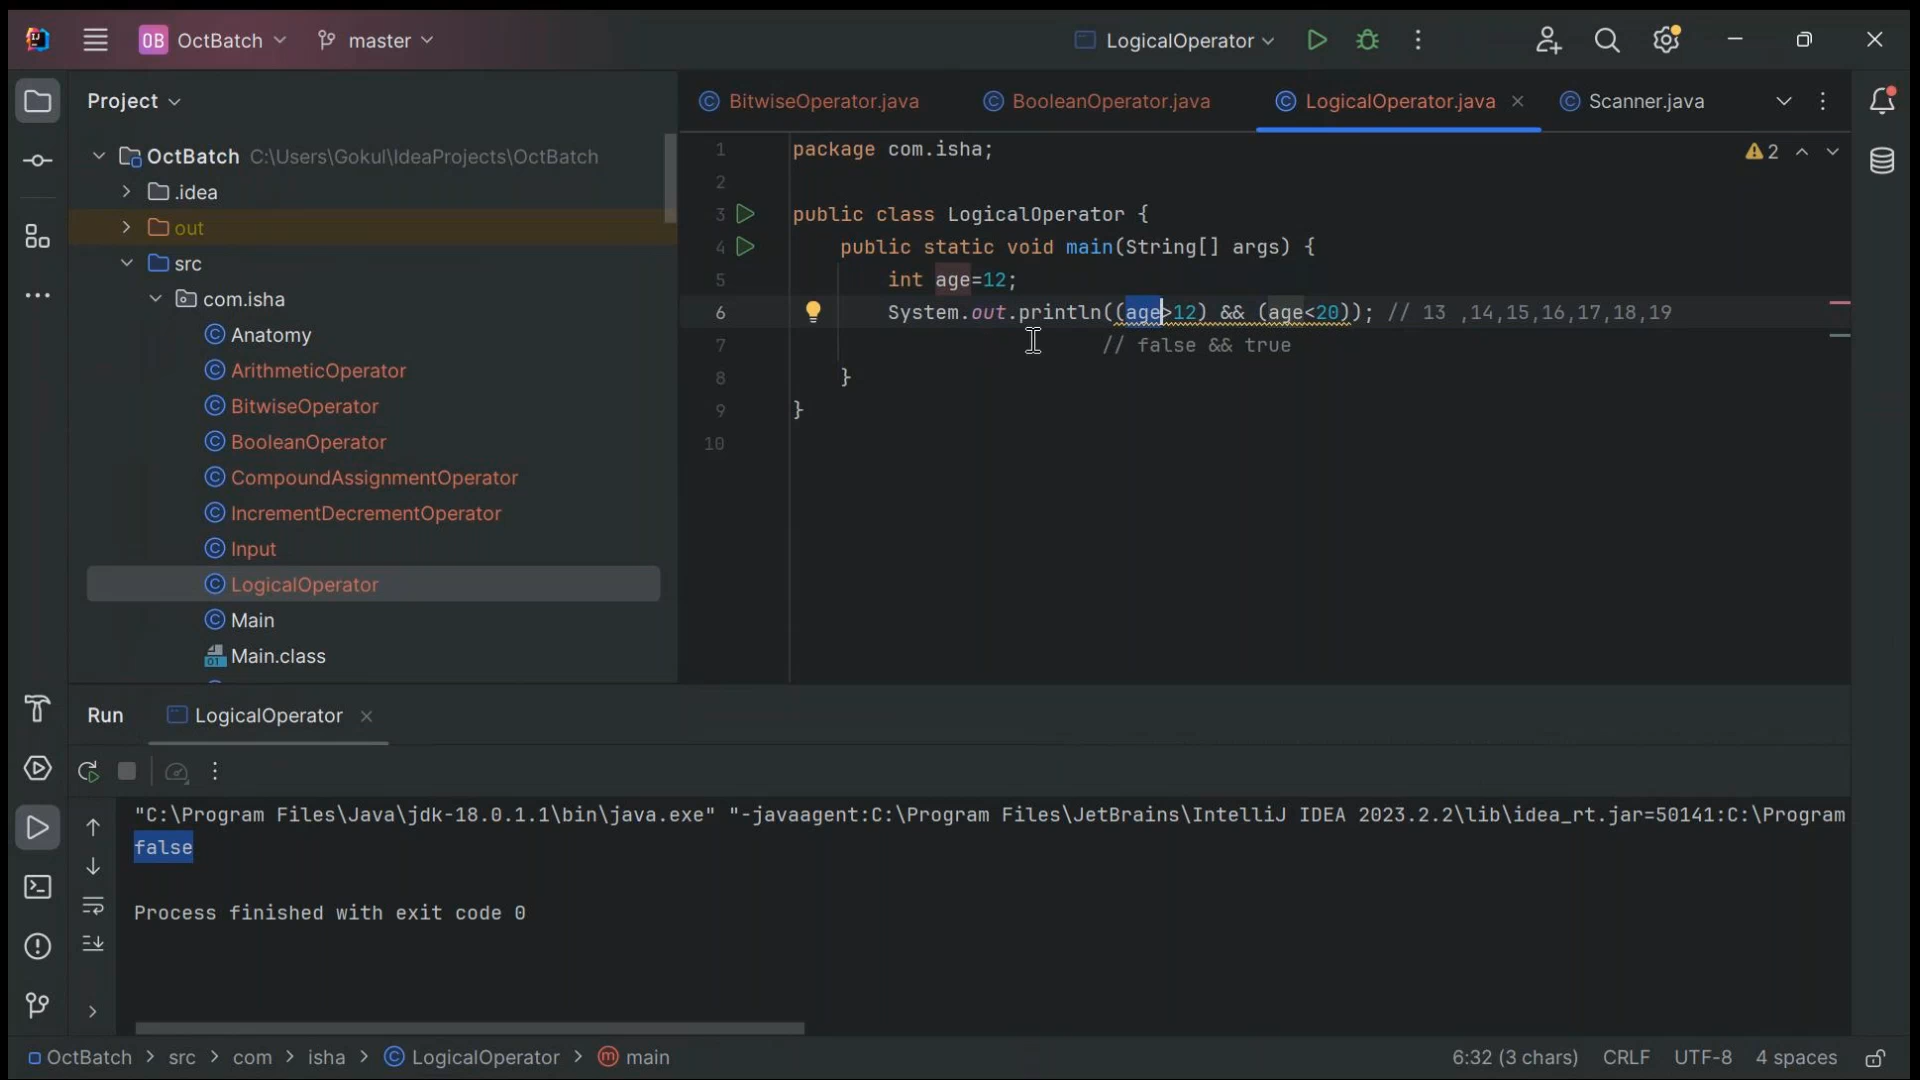 OB OctBatch master LogicalOperator
Project
OctBatch C:\Users\Gokul\IdeaProjects\OctBatch
.idea
out
src
com.isha
Anatomy
ArithmeticOperator
BitwiseOperator
BooleanOperator
CompoundAssignmentOperator
IncrementDecrementOperator
Input
LogicalOperator
Main
Main.class
BitwiseOperator.java BooleanOperator.java LogicalOperator.java Scanner.java
2
1 package com.isha;
2
3 public class LogicalOperator {
4 public static void main(String[] args) {
5 int age=12;
6 System.out.println((age>12) && (age<20)); // 13 ,14,15,16,17,18,19
7 // false && true
8 }
9 }
10
Run LogicalOperator
"C:\Program Files\Java\jdk-18.0.1.1\bin\java.exe" "-javaagent:C:\Program Files\JetBrains\IntelliJ IDEA 2023.2.2\lib\idea_rt.jar=50141:C:\Program
false
Process finished with exit code 0
OctBatch > src > com > isha > LogicalOperator > main 6:32 (3 chars) CRLF UTF-8 4 spaces